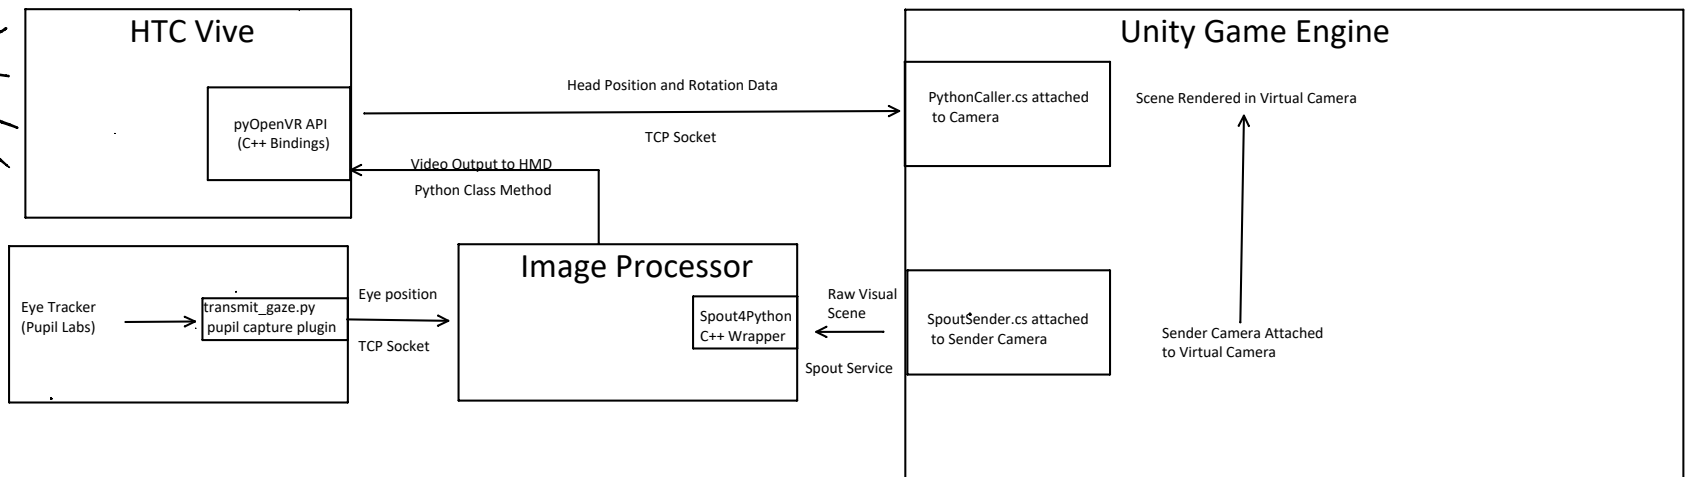 HTC Vive
Unity Game Engine
Head Position and Rotation Data
TCP Socket
pyOpenVR API
(C++ Bindings)
PythonCaller.cs attached
to Camera
Scene Rendered in Virtual Camera
Video Output to HMD
Python Class Method
Image Processor
Eye Tracker
(Pupil Labs)
transmit_gaze.py
pupil capture plugin
Eye position
TCP Socket
Spout4Python
C++ Wrapper
Raw Visual
Scene
Spout Service
SpoutSender.cs attached
to Sender Camera
Sender Camera Attached
to Virtual Camera